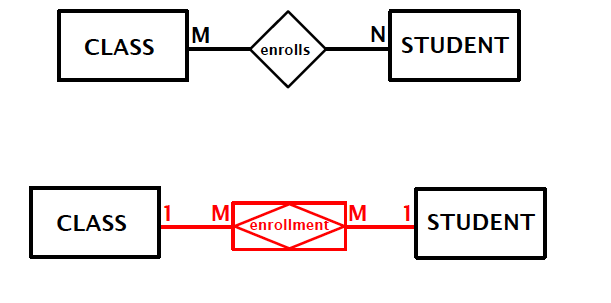 CLASS M enrolls N STUDENT
CLASS 1 M enrollment M 1 STUDENT